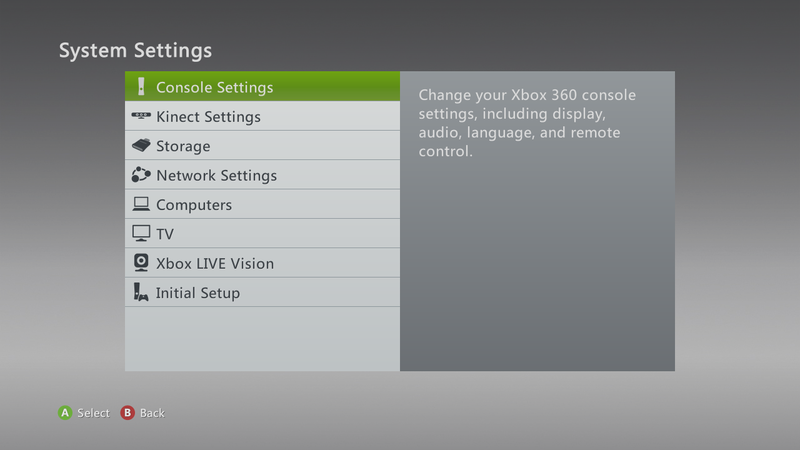 System Settings
Console Settings
Kinect Settings
Storage
Network Settings
Computers
TV
Xbox LIVE Vision
Initial Setup
Change your Xbox 360 console
settings, including display,
audio, language, and remote
control.
A Select B Back